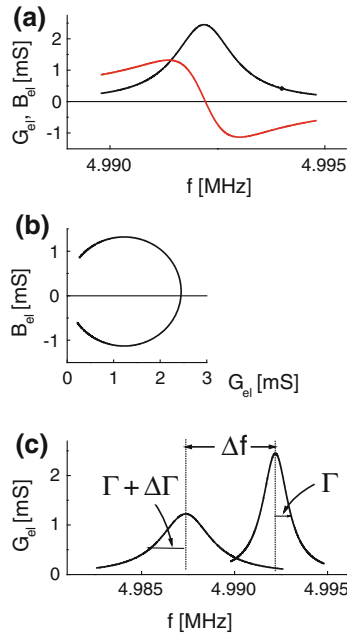 (a)
G_el, B_el [mS]
2
1
0
-1
4.990
4.995
f [MHz]
(b)
B_el [mS]
1
0
-1
0
1
2
3
G_el [mS]
(c)
G_el [mS]
2
1
0
Δf
Γ + ΔΓ
Γ
4.985
4.990
4.995
f [MHz]